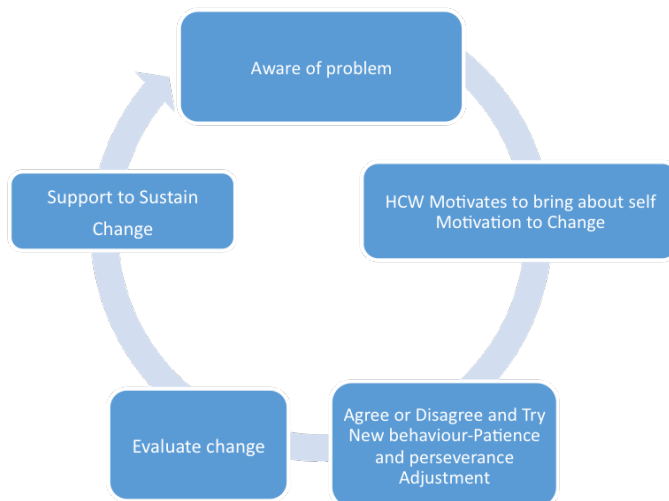 Aware of problem
HCW Motivates to bring about self
Motivation to Change
Agree or Disagree and Try
New behaviour-Patience
and perseverance
Adjustment
Evaluate change
Support to Sustain
Change